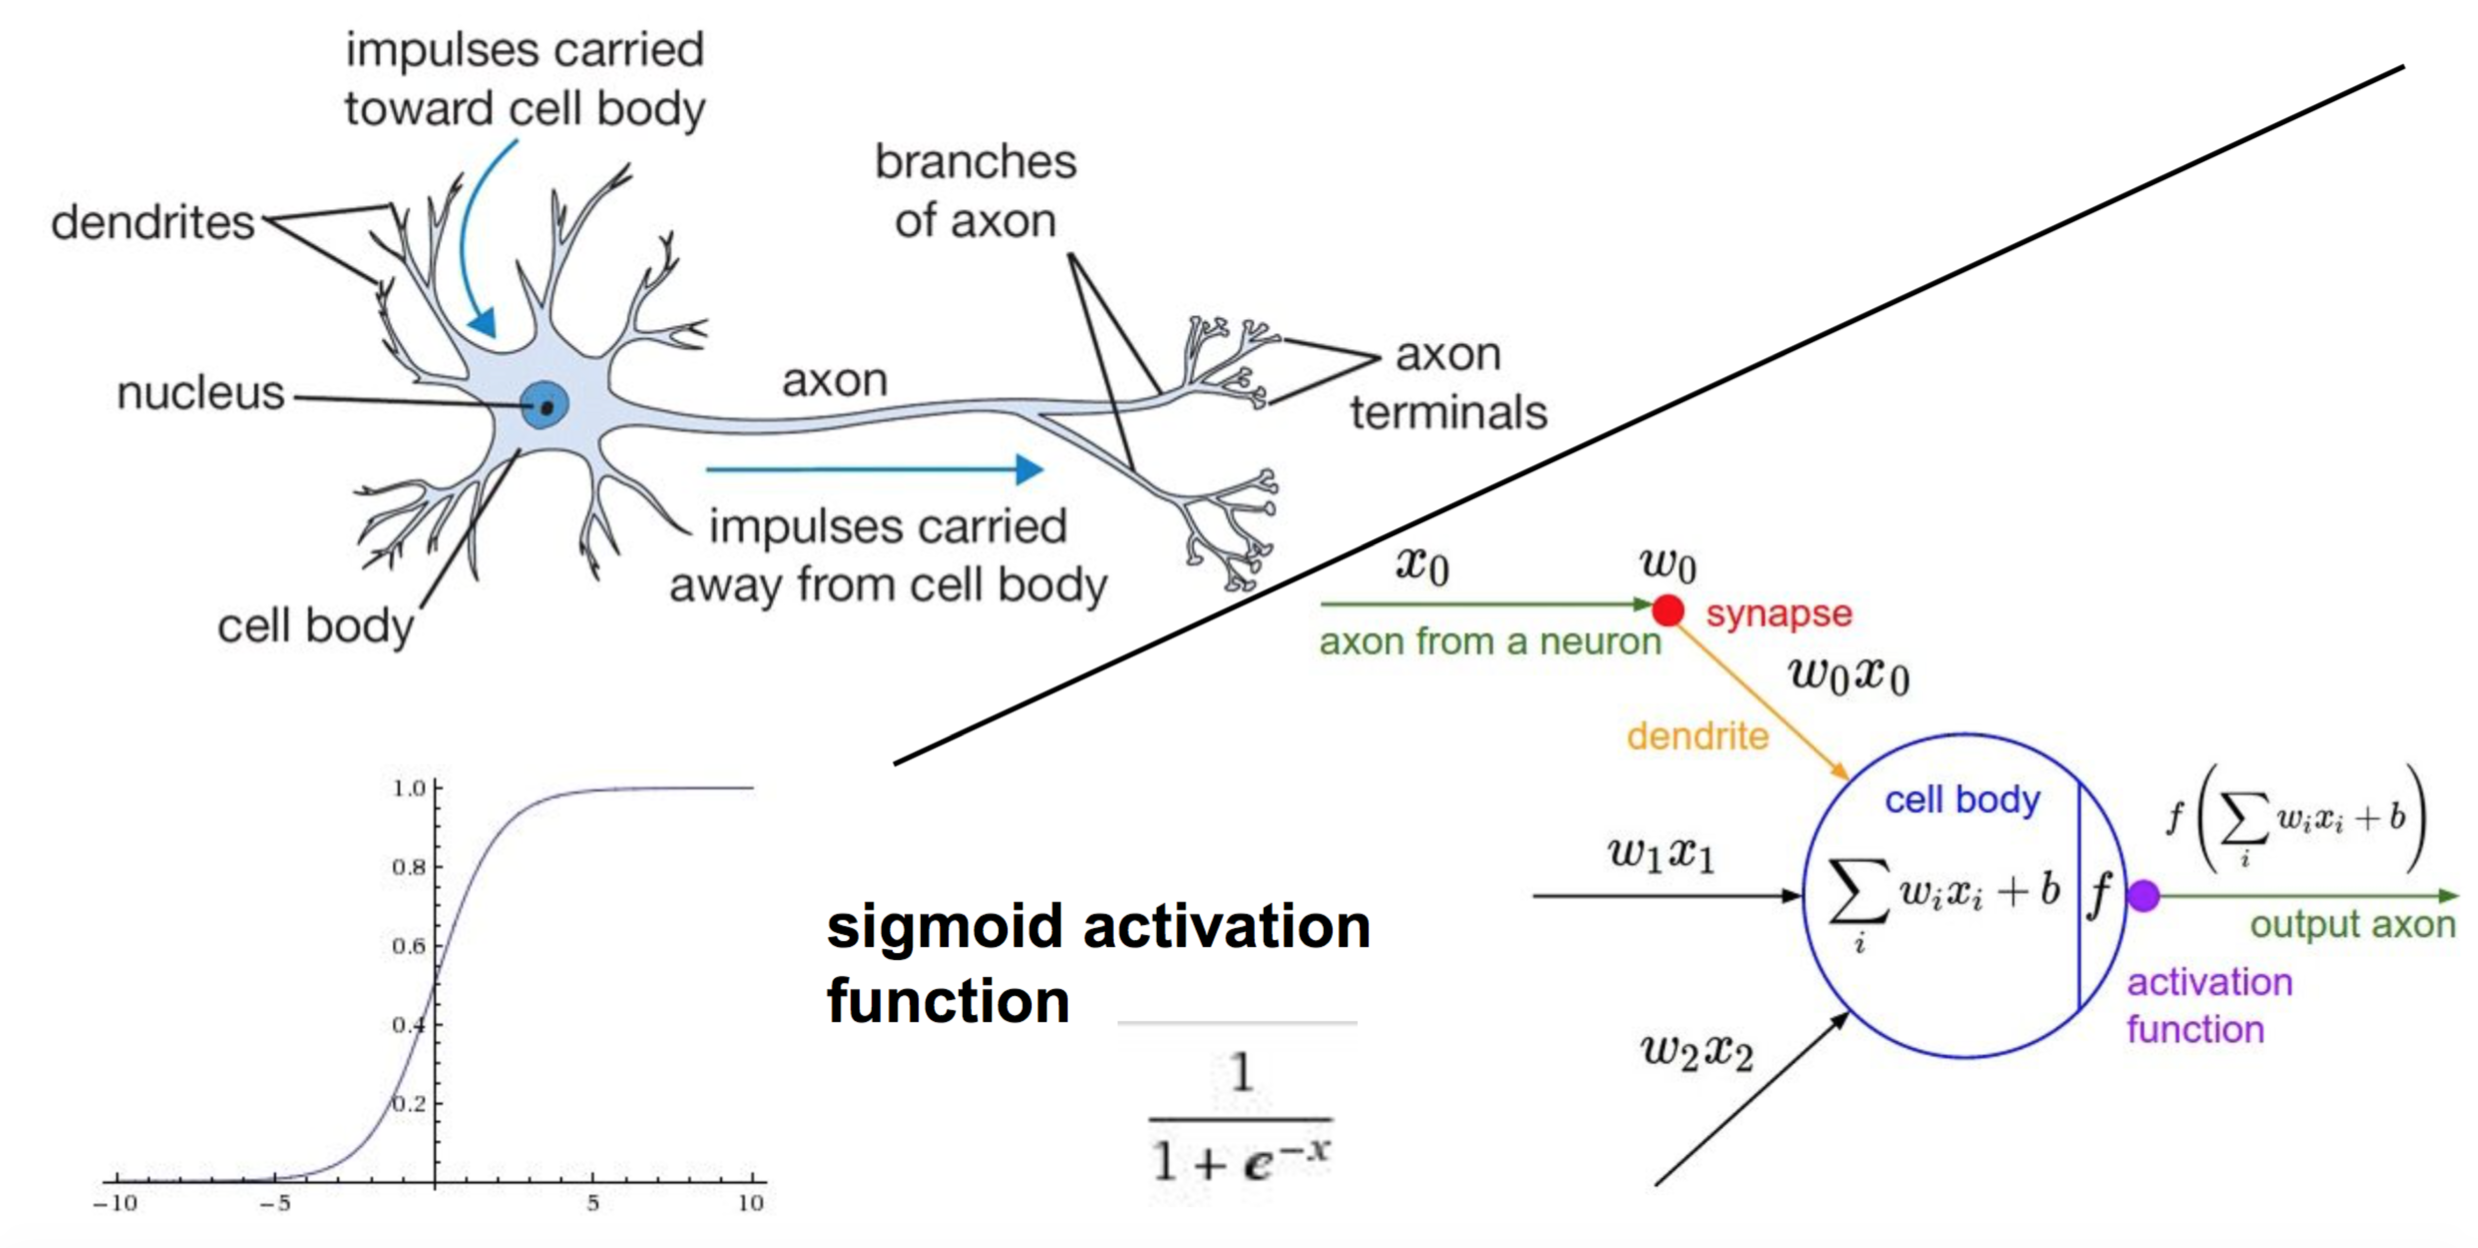 impulses carried
toward cell body
dendrites
branches
of axon
nucleus
axon
axon
terminals
impulses carried
away from cell body
cell body
x₀
w₀
synapse
axon from a neuron
w₀x₀
dendrite
cell body
w₁x₁
∑ᵢ wᵢxᵢ + b
f
f(∑ᵢ wᵢxᵢ + b)
output axon
activation
function
w₂x₂
1.0
0.8
0.6
0.4
0.2
−10 −5 5 10
sigmoid activation
function
1
1 + e⁻ˣ